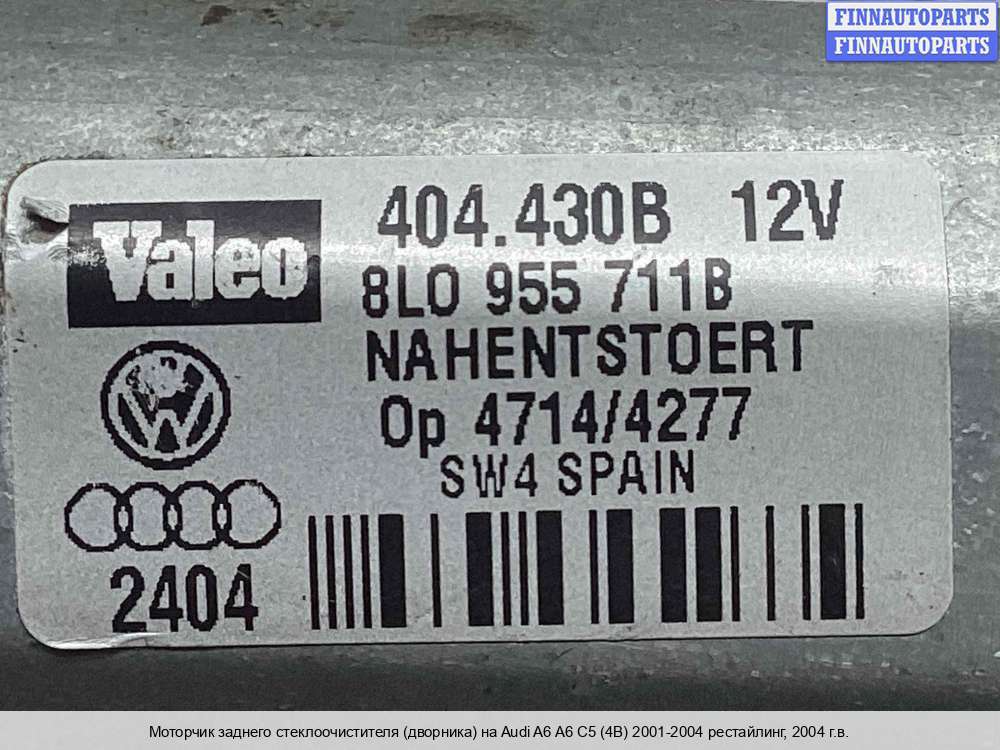 FINNAUTOPARTS
FINNAUTOPARTS
Valeo
404.430B 12V
8L0 955 711B
NAHENTSTOERT
Op 4714/4277
SW4 SPAIN
2404
Моторчик заднего стеклоочистителя (дворника) на Audi A6 A6 C5 (4B) 2001-2004 рестайлинг, 2004 г.в.